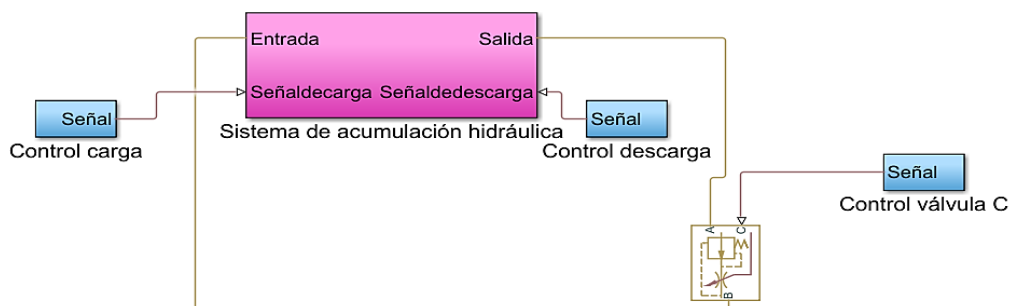 Entrada
Salida
Señaldecarga
Señaldedescarga
Señal
Señal
Sistema de acumulación hidráulica
Control carga
Control descarga
Señal
Control válvula C
A
C
B